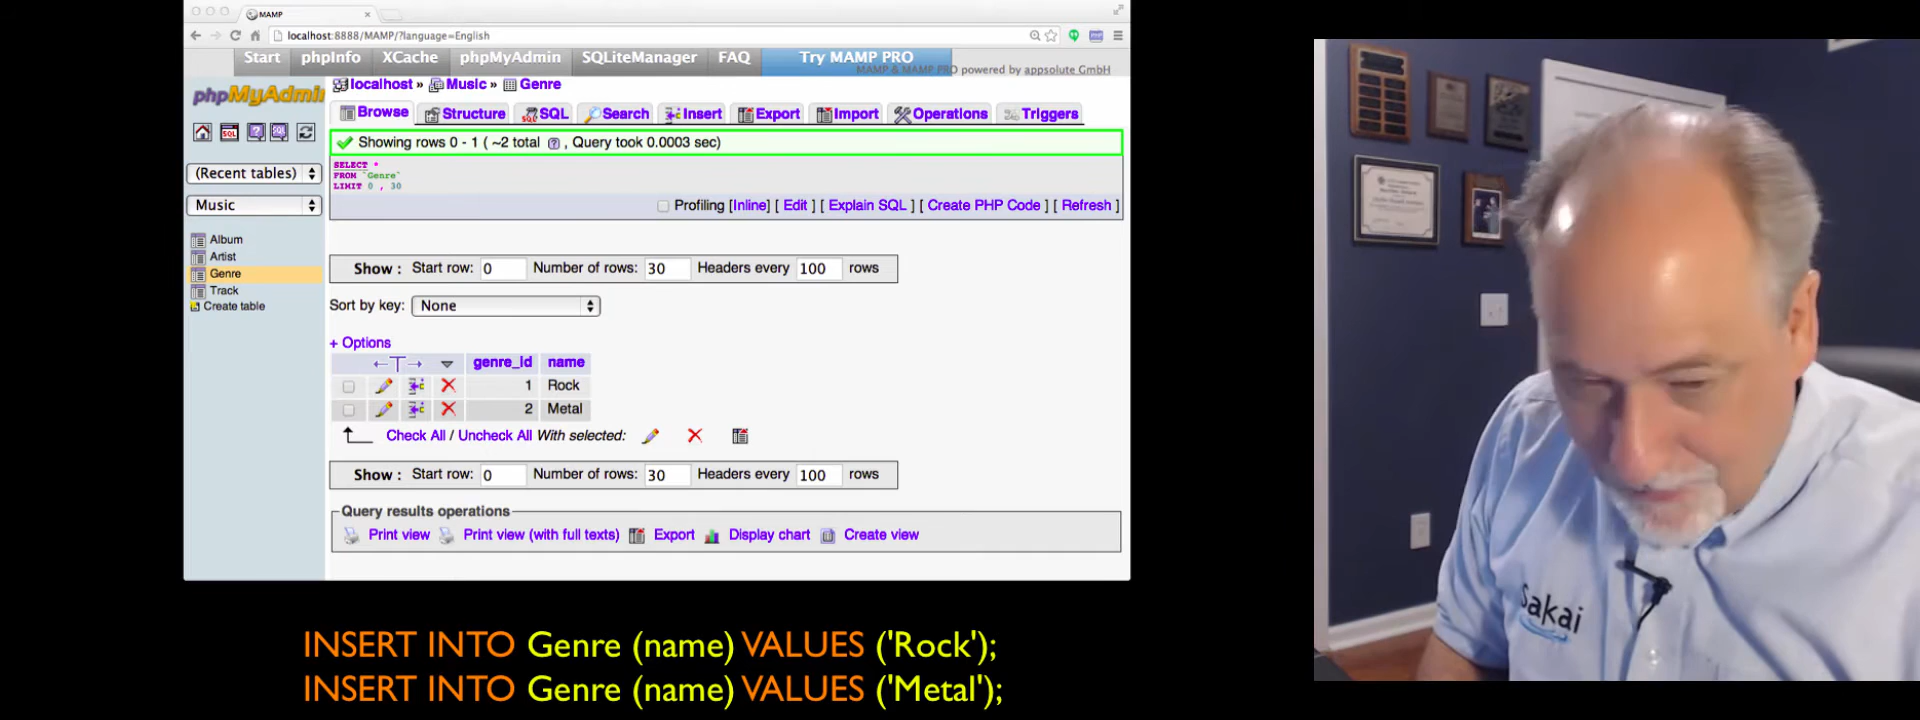 MAMP
localhost:8888/MAMP/?language=English
Start phpInfo XCache phpMyAdmin SQLiteManager FAQ Try MAMP PRO
MAMP & MAMP PRO powered by appsolute GmbH
phpMyAdmin
localhost » Music » Genre
Browse Structure SQL Search Insert Export Import Operations Triggers
Showing rows 0 - 1 ( ~2 total , Query took 0.0003 sec)
SELECT *
FROM `Genre`
LIMIT 0 , 30
Profiling [Inline] [ Edit ] [ Explain SQL ] [ Create PHP Code ] [ Refresh ]
(Recent tables)
Music
Album
Artist
Genre
Track
Create table
Show : Start row: 0 Number of rows: 30 Headers every 100 rows
Sort by key: None
+ Options
genre_id name
1 Rock
2 Metal
Check All / Uncheck All With selected:
Show : Start row: 0 Number of rows: 30 Headers every 100 rows
Query results operations
Print view Print view (with full texts) Export Display chart Create view
INSERT INTO Genre (name) VALUES ('Rock');
INSERT INTO Genre (name) VALUES ('Metal');
Sakai